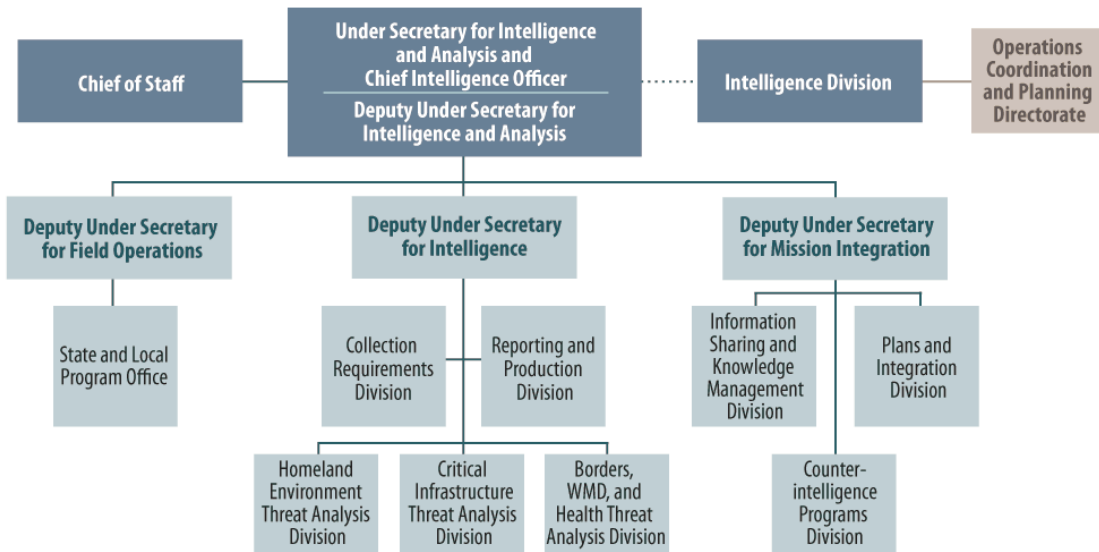 Chief of Staff
Under Secretary for Intelligence
and Analysis and
Chief Intelligence Officer
Deputy Under Secretary for
Intelligence and Analysis
Intelligence Division
Operations
Coordination
and Planning
Directorate
Deputy Under Secretary
for Field Operations
Deputy Under Secretary
for Intelligence
Deputy Under Secretary
for Mission Integration
State and Local
Program Office
Collection
Requirements
Division
Reporting and
Production
Division
Information
Sharing and
Knowledge
Management
Division
Plans and
Integration
Division
Homeland
Environment
Threat Analysis
Division
Critical
Infrastructure
Threat Analysis
Division
Borders,
WMD, and
Health Threat
Analysis Division
Counter-
intelligence
Programs
Division